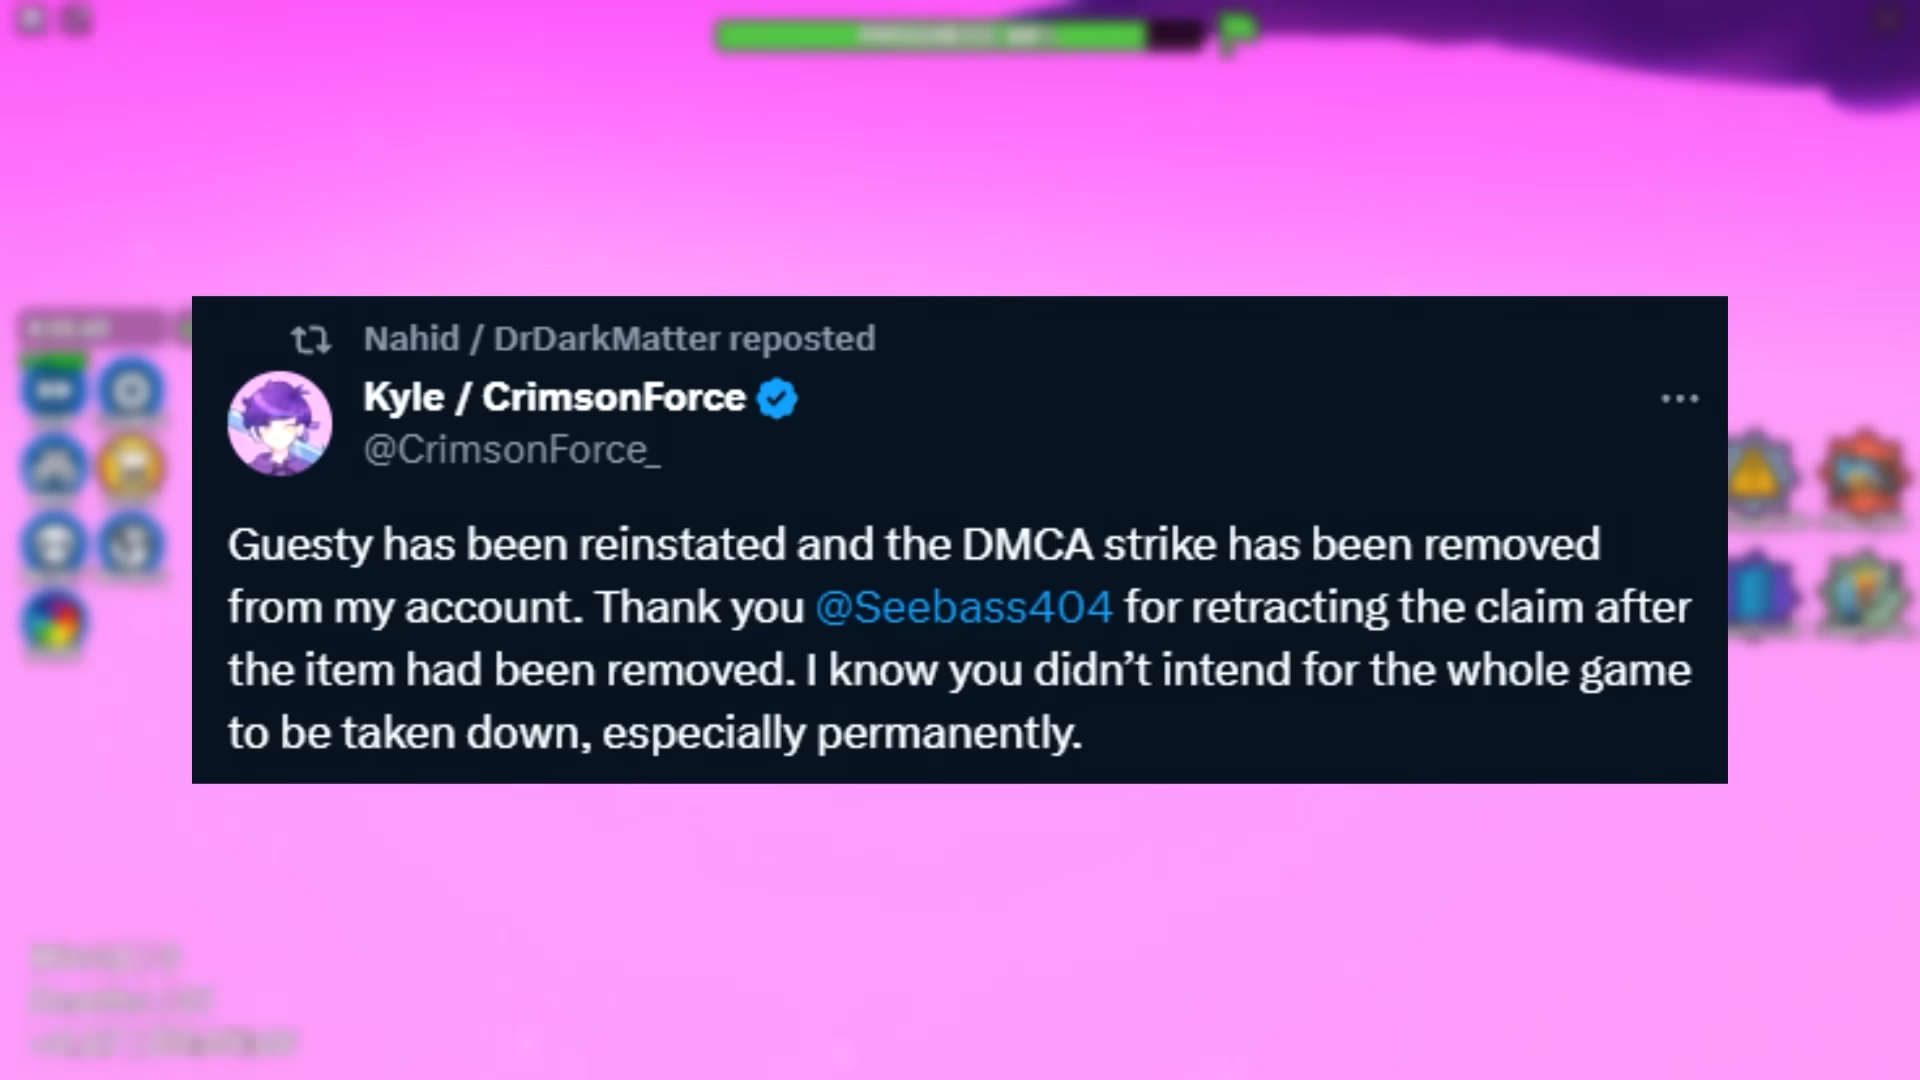 Nahid / DrDarkMatter reposted
Kyle / CrimsonForce
@CrimsonForce_
Guesty has been reinstated and the DMCA strike has been removed
from my account. Thank you @Seebass404 for retracting the claim after
the item had been removed. I know you didn’t intend for the whole game
to be taken down, especially permanently.